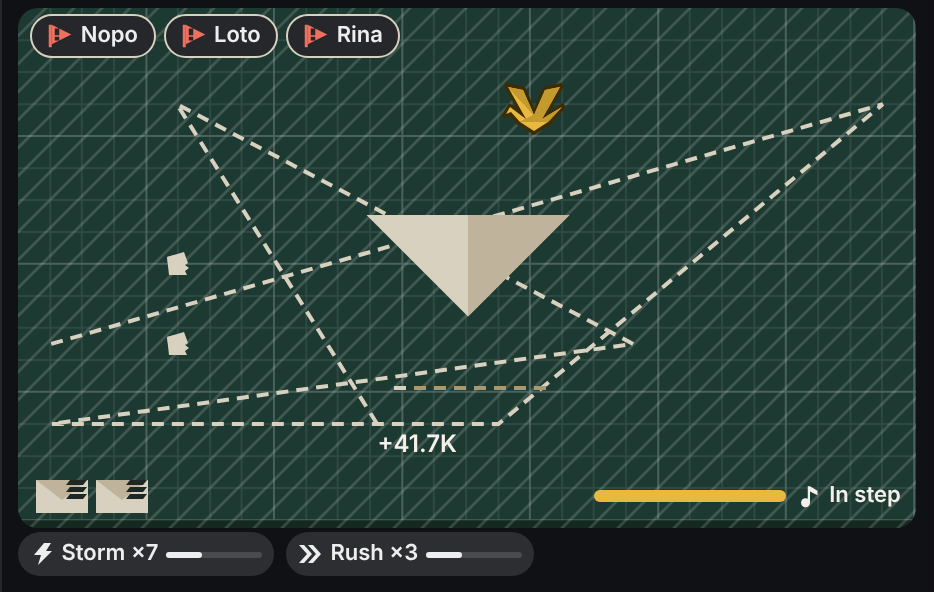 Nopo
Loto
Rina
+41.7K
In step
Storm ×7
Rush ×3